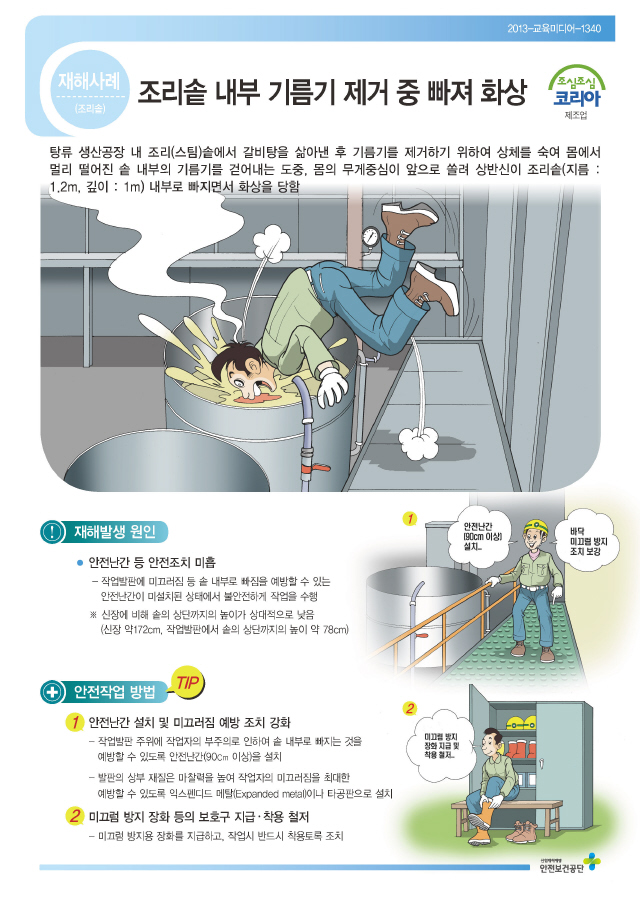 2013-교육미디어-1340
재해사례
(조리솥)
조리솥 내부 기름기 제거 중 빠져 화상
조심조심
코리아
제조업
탕류 생산공장 내 조리(스팀)솥에서 갈비탕을 삶아낸 후 기름기를 제거하기 위하여 상체를 숙여 몸에서
멀리 떨어진 솥 내부의 기름기를 걷어내는 도중, 몸의 무게중심이 앞으로 쏠려 상반신이 조리솥(지름 :
1.2m, 깊이 : 1m) 내부로 빠지면서 화상을 당함
! 재해발생 원인
• 안전난간 등 안전조치 미흡
- 작업발판에 미끄러짐 등 솥 내부로 빠짐을 예방할 수 있는
안전난간이 미설치된 상태에서 불안전하게 작업을 수행
※ 신장에 비해 솥의 상단까지의 높이가 상대적으로 낮음
(신장 약172cm, 작업발판에서 솥의 상단까지의 높이 약 78cm)
1
안전난간
(90cm 이상)
설치...
바닥
미끄럼 방지
조치 보강
안전작업 방법
TIP
1 안전난간 설치 및 미끄러짐 예방 조치 강화
- 작업발판 주위에 작업자의 부주의로 인하여 솥 내부로 빠지는 것을
예방할 수 있도록 안전난간(90㎝ 이상)을 설치
- 발판의 상부 재질은 마찰력을 높여 작업자의 미끄러짐을 최대한
예방할 수 있도록 익스펜디드 메탈(Expanded metal)이나 타공판으로 설치
2 미끄럼 방지 장화 등의 보호구 지급·착용 철저
- 미끄럼 방지용 장화를 지급하고, 작업시 반드시 착용토록 조치
2
미끄럼 방지
장화 지급 및
착용 철저...
산업재해예방
안전보건공단